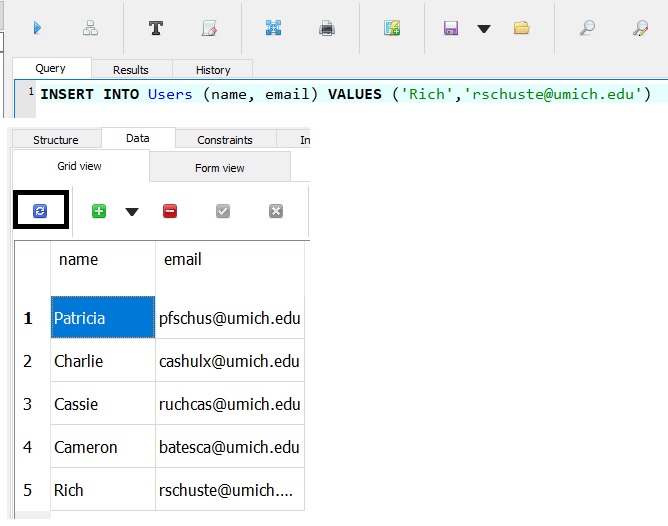 Query Results History
1 INSERT INTO Users (name, email) VALUES ('Rich','rschuste@umich.edu')
Structure Data Constraints In
Grid view Form view
name email
1 Patricia pfschus@umich.edu
2 Charlie cashulx@umich.edu
3 Cassie ruchcas@umich.edu
4 Cameron batesca@umich.edu
5 Rich rschuste@umich....